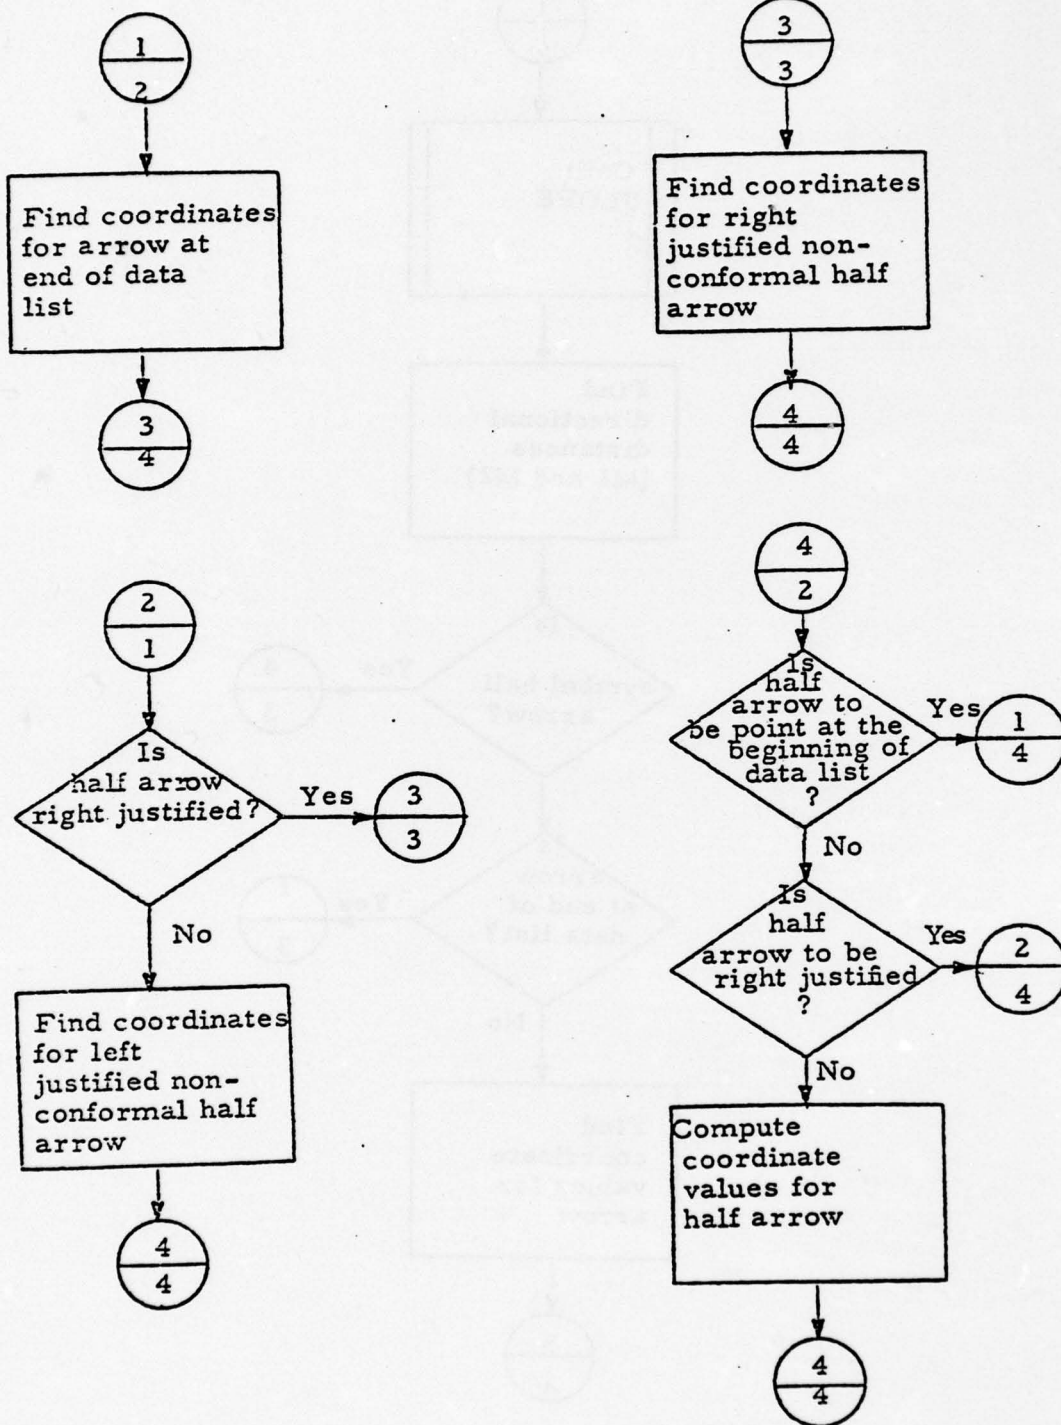 1
2
Find coordinates
for arrow at
end of data
list
3
4
2
1
Is
half arrow
right justified?
Yes
3
3
No
Find coordinates
for left
justified non-
conformal half
arrow
4
4
3
3
Find coordinates
for right
justified non-
conformal half
arrow
4
4
4
2
Is
half
arrow to
be point at the
beginning of
data list
?
Yes
1
4
No
Is
half
arrow to be
right justified
?
Yes
2
4
No
Compute
coordinate
values for
half arrow
4
4